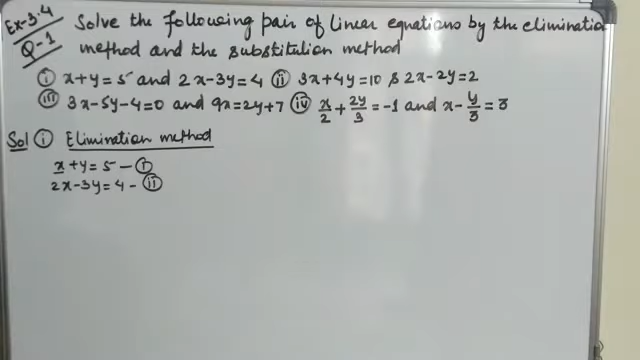 Ex-3.4
Q-1
Solve the following pair of linear equations by the elimination
method and the substitution method
(i) x+y=5 and 2x-3y=4 (ii) 3x+4y=10 & 2x-2y=2
(iii) 3x-5y-4=0 and 9x=2y+7 (iv) x/2 + 2y/3 = -1 and x - y/3 = 3
Sol (i) Elimination method
x+y=5 - (i)
2x-3y=4 - (ii)